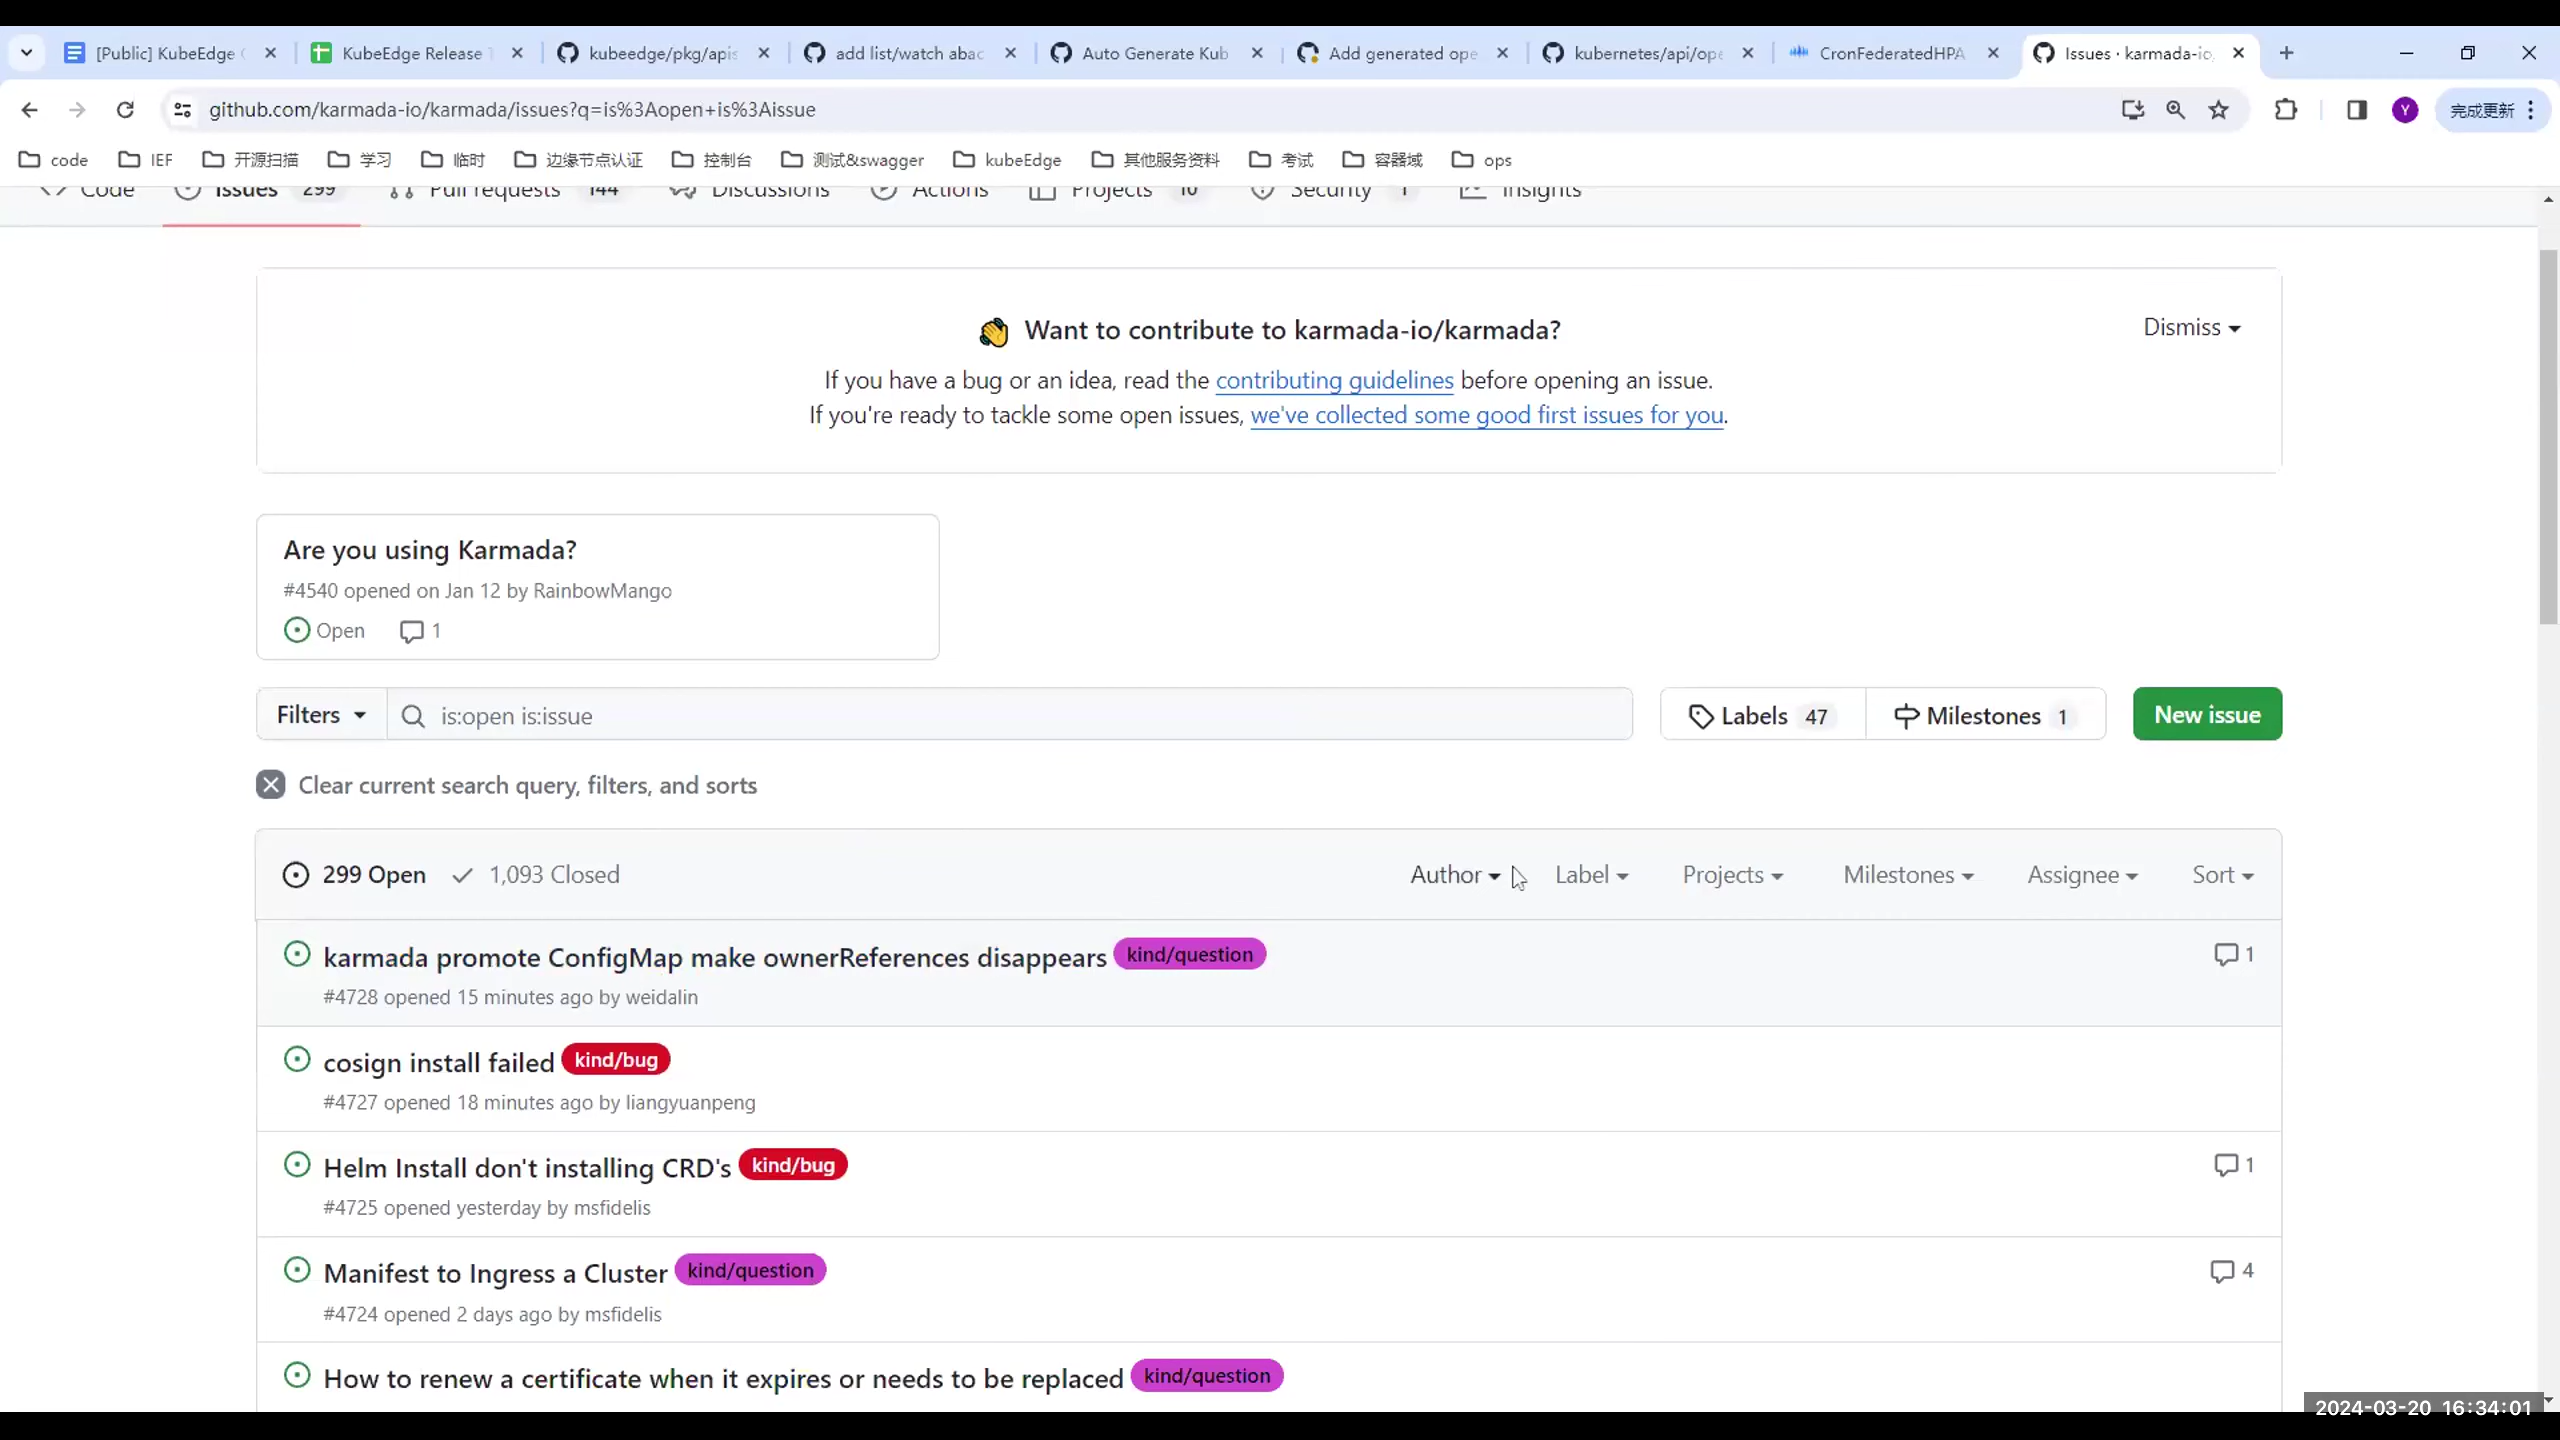 [Public] KubeEdge
KubeEdge Release
kubeedge/pkg/apis
add list/watch abac
Auto Generate Kub
Add generated ope
kubernetes/api/ope
CronFederatedHPA
Issues · karmada-io
github.com/karmada-io/karmada/issues?q=is%3Aopen+is%3Aissue
Y
完成更新
code
IEF
开源扫描
学习
临时
边缘节点认证
控制台
测试&swagger
kubeEdge
其他服务资料
考试
容器域
ops
Code
Issues 299
Pull requests 144
Discussions
Actions
Projects 10
Security 1
Insights
👋 Want to contribute to karmada-io/karmada?
Dismiss
If you have a bug or an idea, read the contributing guidelines before opening an issue.
If you're ready to tackle some open issues, we've collected some good first issues for you.
Are you using Karmada?
#4540 opened on Jan 12 by RainbowMango
Open 1
Filters
is:open is:issue
Labels 47
Milestones 1
New issue
Clear current search query, filters, and sorts
299 Open
1,093 Closed
Author
Label
Projects
Milestones
Assignee
Sort
karmada promote ConfigMap make ownerReferences disappears kind/question
1
#4728 opened 15 minutes ago by weidalin
cosign install failed kind/bug
#4727 opened 18 minutes ago by liangyuanpeng
Helm Install don't installing CRD's kind/bug
1
#4725 opened yesterday by msfidelis
Manifest to Ingress a Cluster kind/question
4
#4724 opened 2 days ago by msfidelis
How to renew a certificate when it expires or needs to be replaced kind/question
2024-03-20 16:34:01